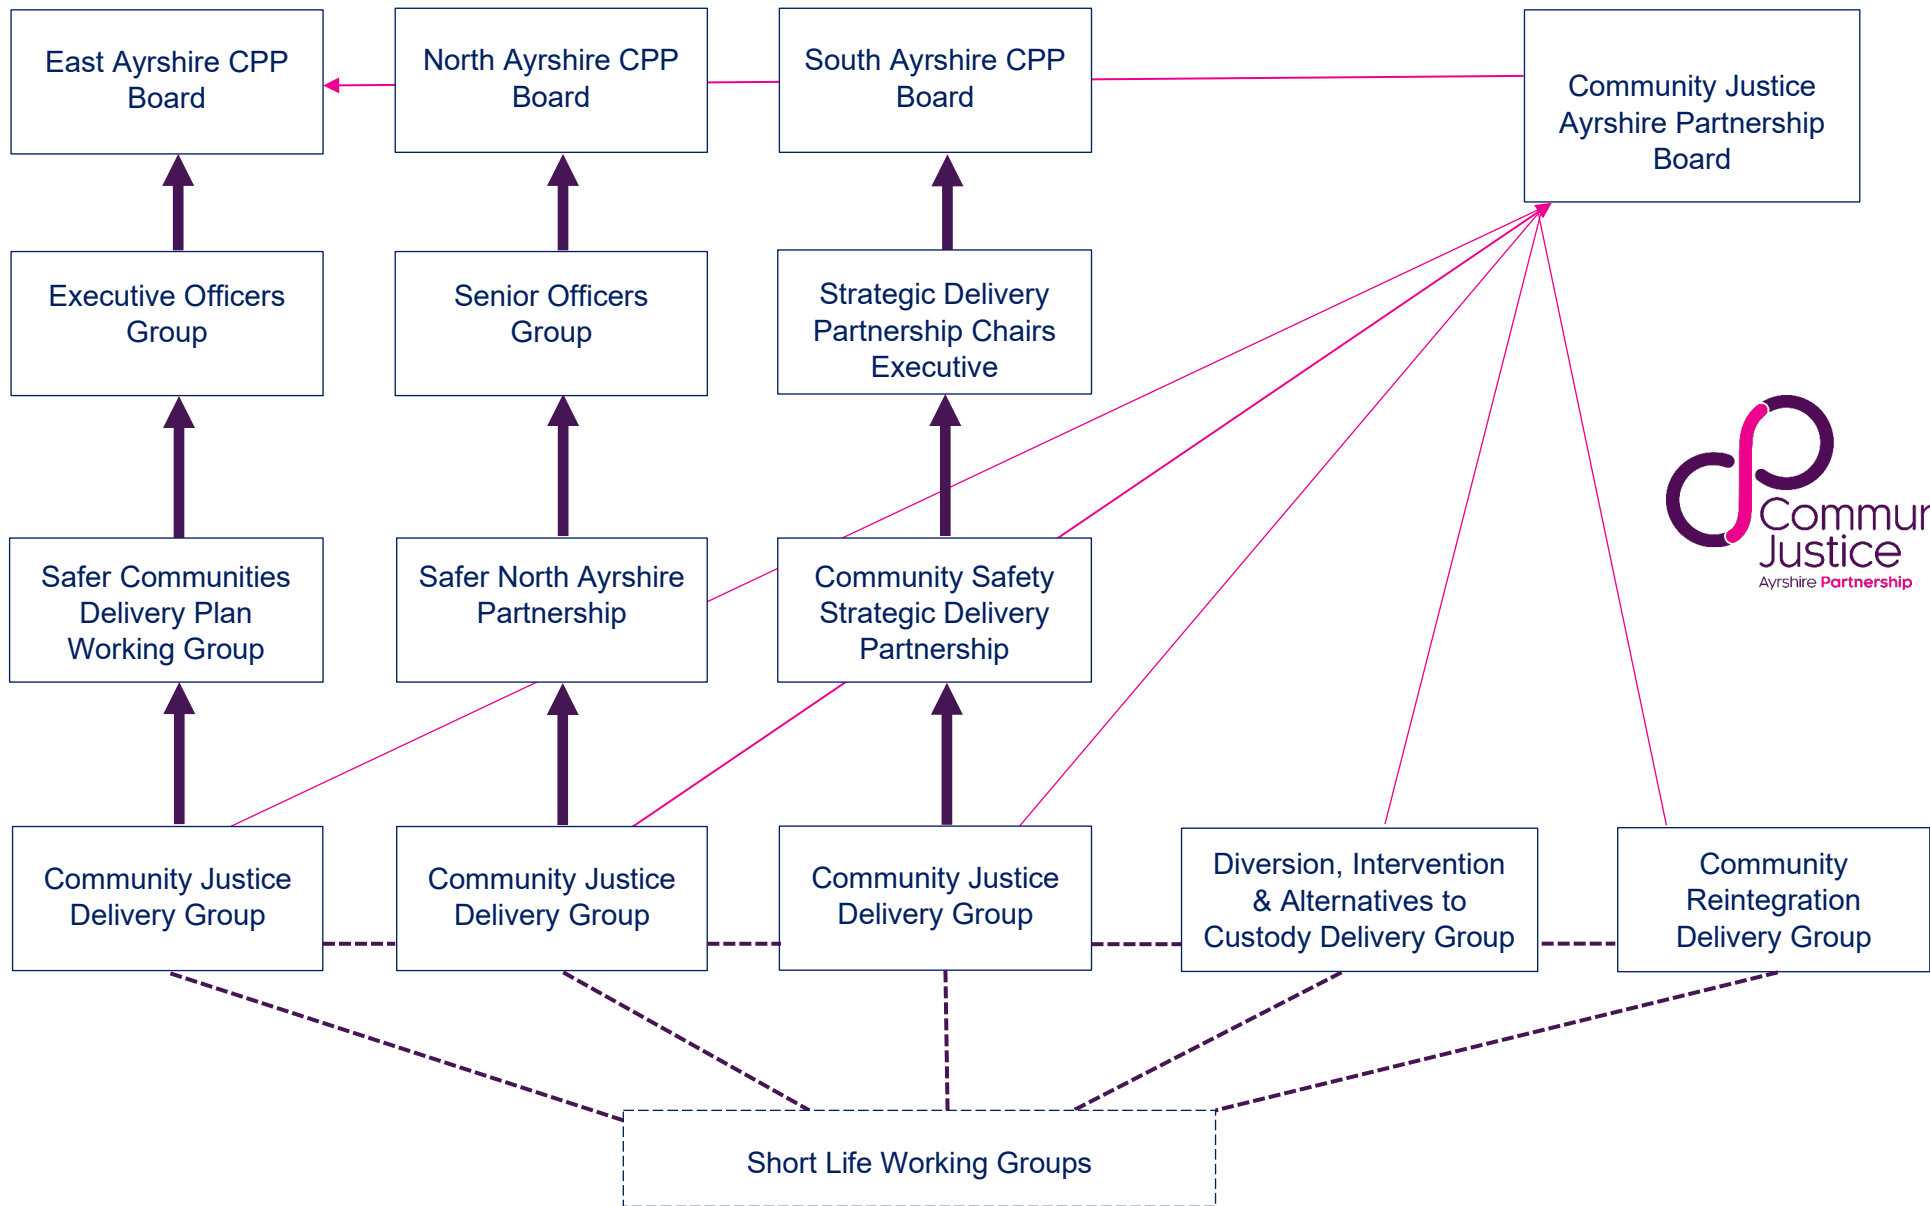 East Ayrshire CPP
Board
North Ayrshire CPP
Board
South Ayrshire CPP
Board
Community Justice
Ayrshire Partnership
Board
Executive Officers
Group
Senior Officers
Group
Strategic Delivery
Partnership Chairs
Executive
Commun
Justice
Ayrshire Partnership
Safer Communities
Delivery Plan
Working Group
Safer North Ayrshire
Partnership
Community Safety
Strategic Delivery
Partnership
Community Justice
Delivery Group
Community Justice
Delivery Group
Community Justice
Delivery Group
Diversion, Intervention
& Alternatives to
Custody Delivery Group
Community
Reintegration
Delivery Group
Short Life Working Groups